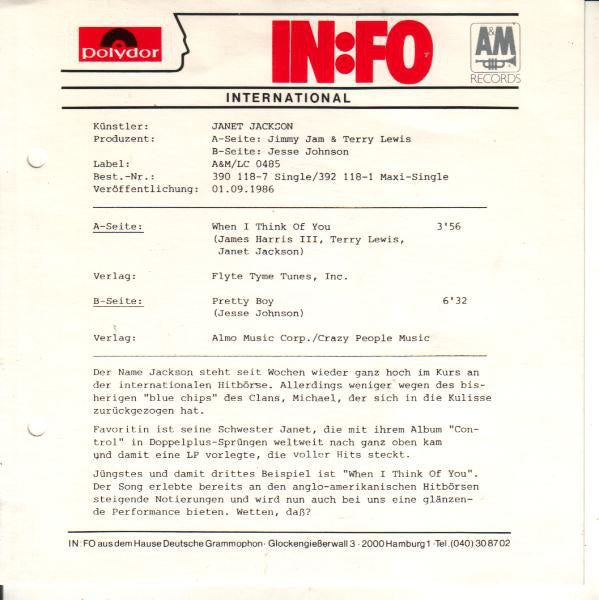 polydor
IN:FO
A&M
RECORDS
INTERNATIONAL
Künstler: JANET JACKSON
Produzent: A-Seite: Jimmy Jam & Terry Lewis
B-Seite: Jesse Johnson
Label: A&M/LC 0485
Best.-Nr.: 390 118-7 Single/392 118-1 Maxi-Single
Veröffentlichung: 01.09.1986
A-Seite: When I Think Of You 3'56
(James Harris III, Terry Lewis,
Janet Jackson)
Verlag: Flyte Tyme Tunes, Inc.
B-Seite: Pretty Boy 6'32
(Jesse Johnson)
Verlag: Almo Music Corp./Crazy People Music
Der Name Jackson steht seit Wochen wieder ganz hoch im Kurs an
der internationalen Hitbörse. Allerdings weniger wegen des bis-
herigen "blue chips" des Clans, Michael, der sich in die Kulisse
zurückgezogen hat.
Favoritin ist seine Schwester Janet, die mit ihrem Album "Con-
trol" in Doppelplus-Sprüngen weltweit nach ganz oben kam
und damit eine LP vorlegte, die voller Hits steckt.
Jüngstes und damit drittes Beispiel ist "When I Think Of You".
Der Song erlebte bereits an den anglo-amerikanischen Hitbörsen
steigende Notierungen und wird nun auch bei uns eine glänzen-
de Performance bieten. Wetten, daß?
IN:FO aus dem Hause Deutsche Grammophon · Glockengießerwall 3 · 2000 Hamburg 1 · Tel. (040) 30 87 02